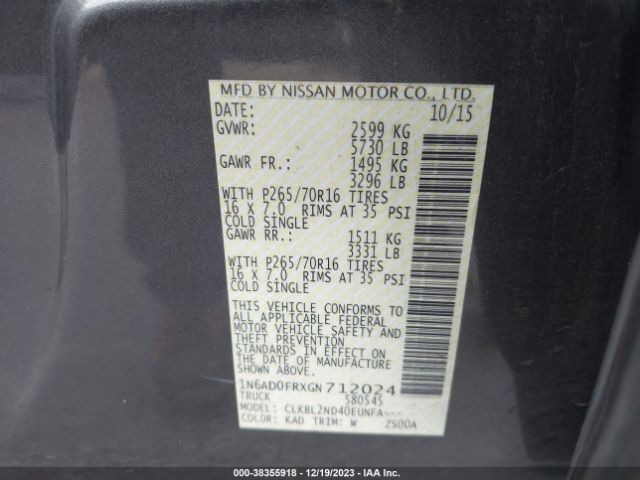 MFD BY NISSAN MOTOR CO., LTD.
DATE: 10/15
GVWR: 2599 KG
5730 LB
GAWR FR.: 1495 KG
3296 LB
WITH P265/70R16 TIRES
16 X 7.0 RIMS AT 35 PSI
COLD SINGLE
GAWR RR.: 1511 KG
3331 LB
WITH P265/70R16 TIRES
16 X 7.0 RIMS AT 35 PSI
COLD SINGLE
THIS VEHICLE CONFORMS TO
ALL APPLICABLE FEDERAL
MOTOR VEHICLE SAFETY AND
THEFT PREVENTION
STANDARDS IN EFFECT ON
THE DATE OF MANUFACTURE
SHOWN ABOVE.
1N6AD0FRXGN712024
TRUCK 580545
MODEL: CLKBL2ND40EUNFA---
COLOR: KAD TRIM: W 2S00A
000-38355918 - 12/19/2023 - IAAI.COM